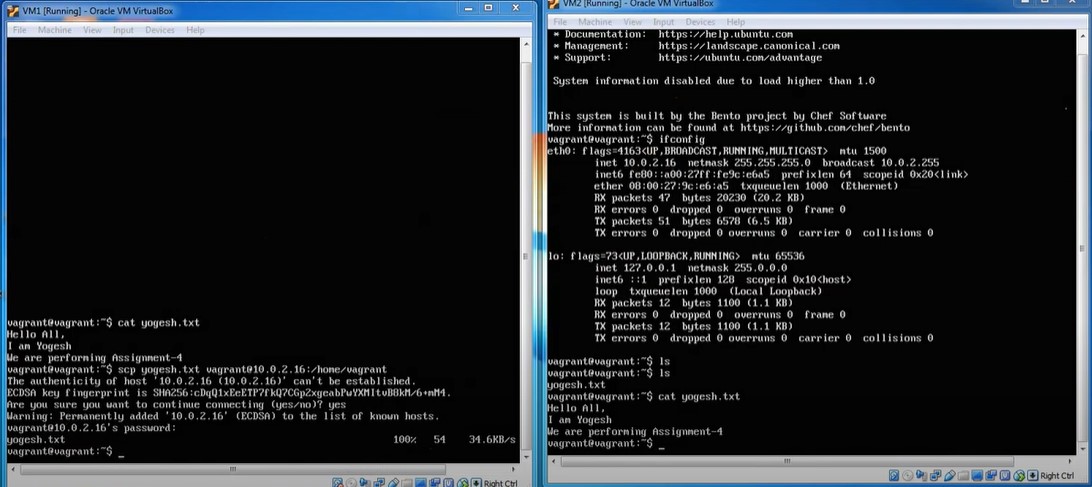 VM1 [Running] - Oracle VM VirtualBox
File Machine View Input Devices Help
vagrant@vagrant:~$ cat yogesh.txt
Hello All,
I am Yogesh
We are performing Assignment-4
vagrant@vagrant:~$ scp yogesh.txt vagrant@10.0.2.16:/home/vagrant
The authenticity of host '10.0.2.16 (10.0.2.16)' can't be established.
ECDSA key fingerprint is
Are you sure you want to continue connecting (yes/no)? yes
Warning: Permanently added '10.0.2.16' (ECDSA) to the list of known hosts.
vagrant@10.0.2.16's password:
yogesh.txt 100% 54 34.6KB/s
vagrant@vagrant:~$ _
Right Ctrl
VM2 [Running] - Oracle VM VirtualBox
File Machine View Input Devices Help
* Documentation: https://help.ubuntu.com
* Management: https://landscape.canonical.com
* Support: https://ubuntu.com/advantage
System information disabled due to load higher than 1.0
This system is built by the Bento project by Chef Software
More information can be found at https://github.com/chef/bento
vagrant@vagrant:~$ ifconfig
eth0: flags=4163<UP,BROADCAST,RUNNING,MULTICAST> mtu 1500
inet 10.0.2.16 netmask 255.255.255.0 broadcast 10.0.2.255
inet6 fe80::a00:27ff:fe9c:e6a5 prefixlen 64 scopeid 0x20<link>
ether 08:00:27:9c:e6:a5 txqueuelen 1000 (Ethernet)
RX packets 47 bytes 20230 (20.2 KB)
RX errors 0 dropped 0 overruns 0 frame 0
TX packets 51 bytes 6578 (6.5 KB)
TX errors 0 dropped 0 overruns 0 carrier 0 collisions 0
lo: flags=73<UP,LOOPBACK,RUNNING> mtu 65536
inet 127.0.0.1 netmask 255.0.0.0
inet6 ::1 prefixlen 128 scopeid 0x10<host>
loop txqueuelen 1000 (Local Loopback)
RX packets 12 bytes 1100 (1.1 KB)
RX errors 0 dropped 0 overruns 0 frame 0
TX packets 12 bytes 1100 (1.1 KB)
TX errors 0 dropped 0 overruns 0 carrier 0 collisions 0
vagrant@vagrant:~$ ls
vagrant@vagrant:~$ ls
yogesh.txt
vagrant@vagrant:~$ cat yogesh.txt
Hello All,
I am Yogesh
We are performing Assignment-4
vagrant@vagrant:~$ _
Right Ctrl